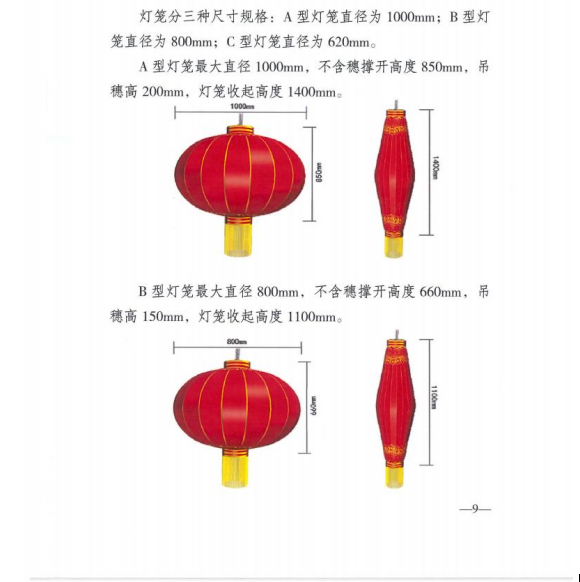 灯笼分三种尺寸规格：A 型灯笼直径为 1000mm；B 型灯
笼直径为 800mm；C 型灯笼直径为 620mm。
A 型灯笼最大直径 1000mm，不含穗撑开高度 850mm，吊
穗高 200mm，灯笼收起高度 1400mm。
1000mm
850mm
1400mm
B 型灯笼最大直径 800mm，不含穗撑开高度 660mm，吊
穗高 150mm，灯笼收起高度 1100mm。
800mm
660mm
1100mm
—9—